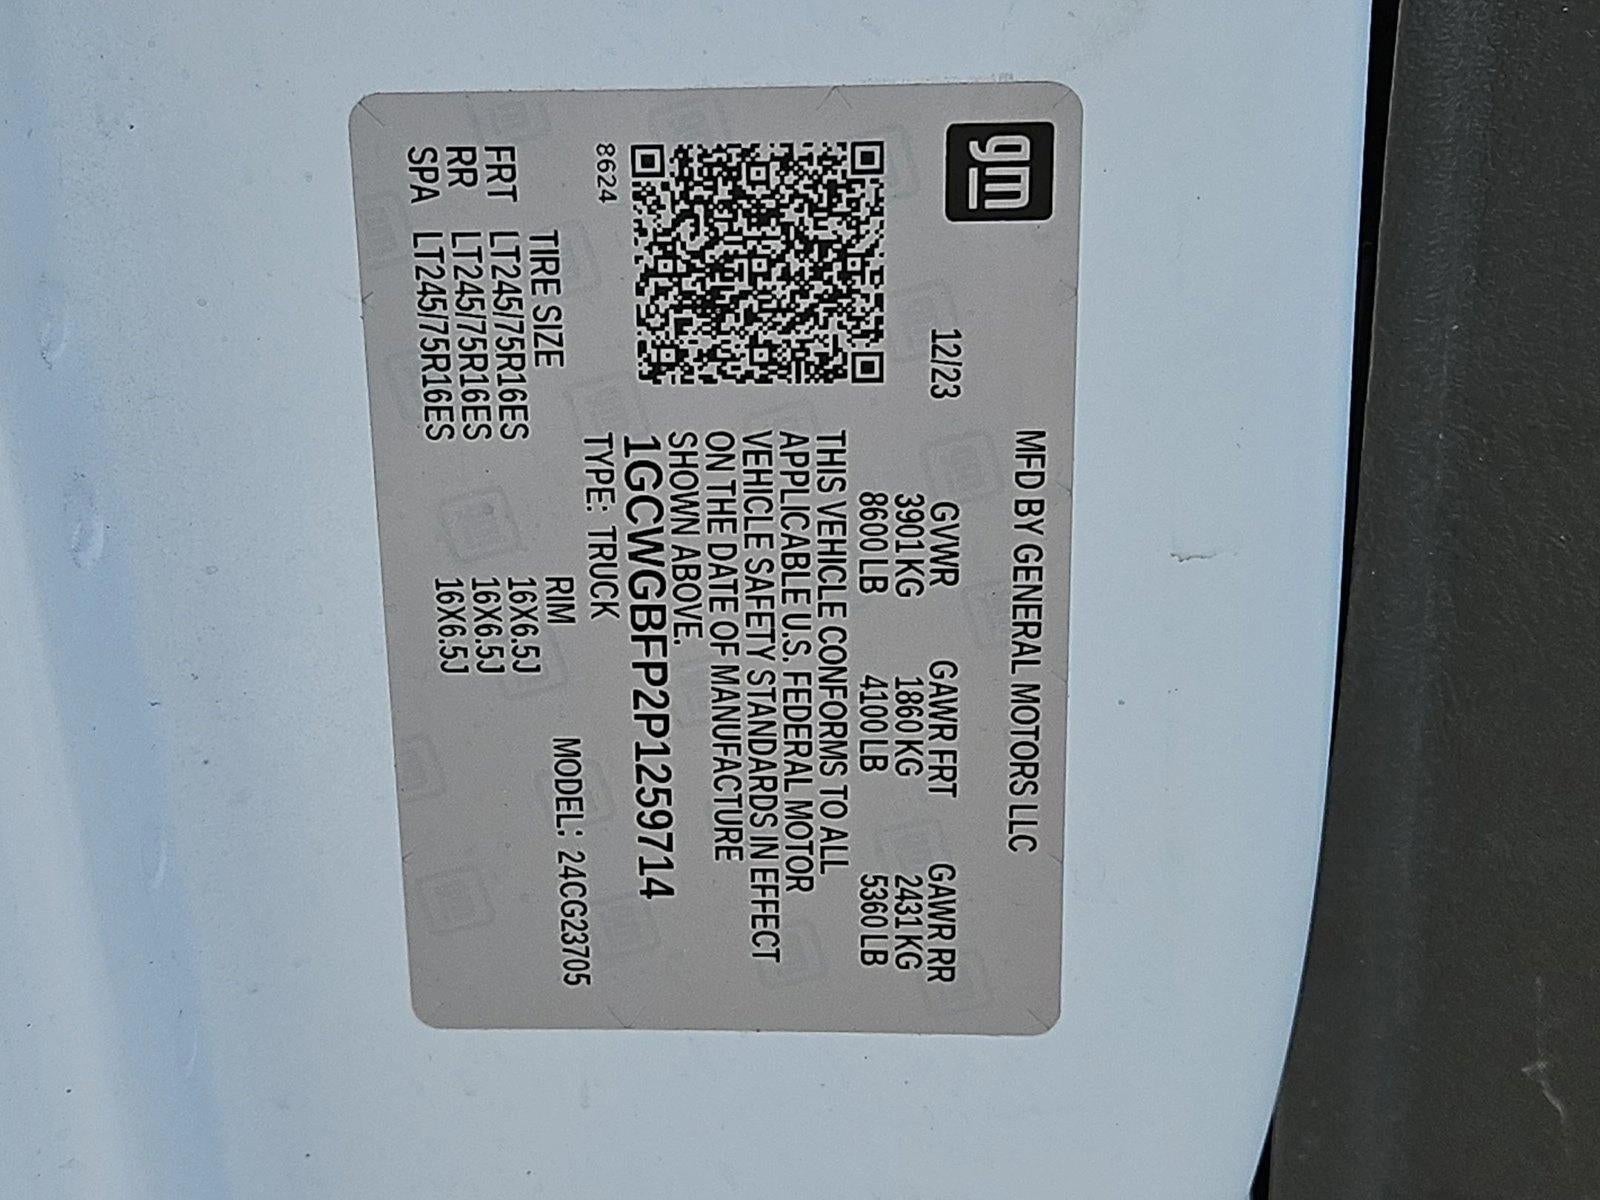 gm
MFD BY GENERAL MOTORS LLC
12/23 GVWR GAWR FRT GAWR RR
3901 KG 1860 KG 2431 KG
8600 LB 4100 LB 5360 LB
THIS VEHICLE CONFORMS TO ALL
APPLICABLE U.S. FEDERAL MOTOR
VEHICLE SAFETY STANDARDS IN EFFECT
ON THE DATE OF MANUFACTURE
SHOWN ABOVE.
1GCWGBFP2P1259714
8624 TYPE: TRUCK
TIRE SIZE RIM MODEL: 24CG23705
FRT LT245/75R16ES 16X6.5J
RR LT245/75R16ES 16X6.5J
SPA LT245/75R16ES 16X6.5J